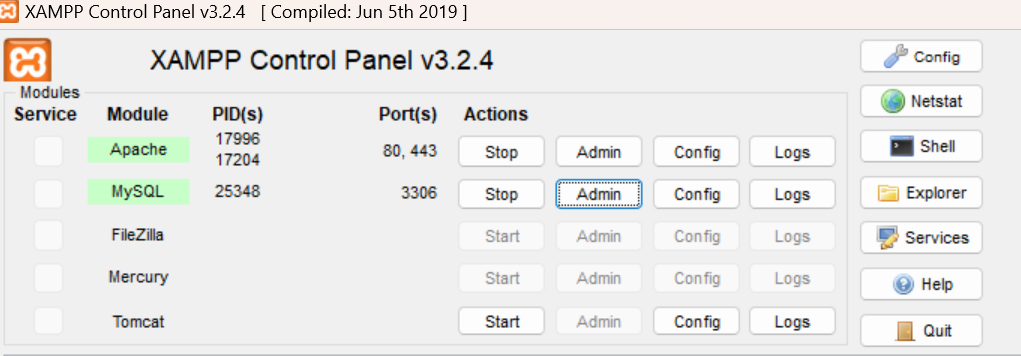 XAMPP Control Panel v3.2.4 [ Compiled: Jun 5th 2019 ]
XAMPP Control Panel v3.2.4
Config
Modules
Service Module PID(s) Port(s) Actions
Netstat
Apache 17996 17204 80, 443 Stop Admin Config Logs
Shell
MySQL 25348 3306 Stop Admin Config Logs
Explorer
FileZilla Start Admin Config Logs
Services
Mercury Start Admin Config Logs
Help
Tomcat Start Admin Config Logs
Quit